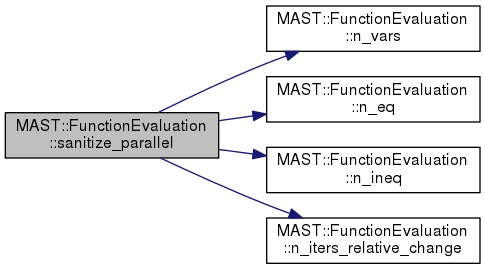 MAST::FunctionEvaluation
::sanitize_parallel
MAST::FunctionEvaluation
::n_vars
MAST::FunctionEvaluation
::n_eq
MAST::FunctionEvaluation
::n_ineq
MAST::FunctionEvaluation
::n_iters_relative_change